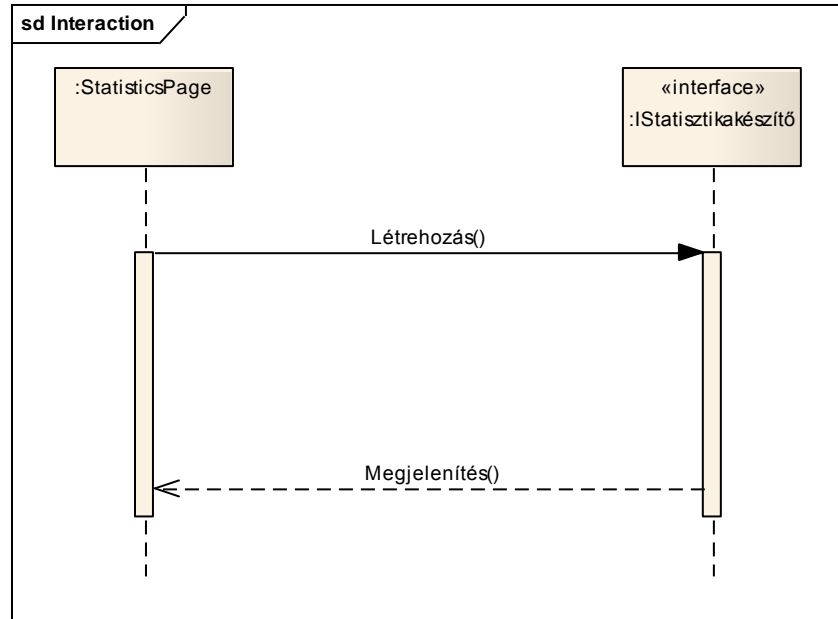 sd Interaction
:StatisticsPage
«interface»
:IStatisztikakészítő
Létrehozás()
Megjelenítés()